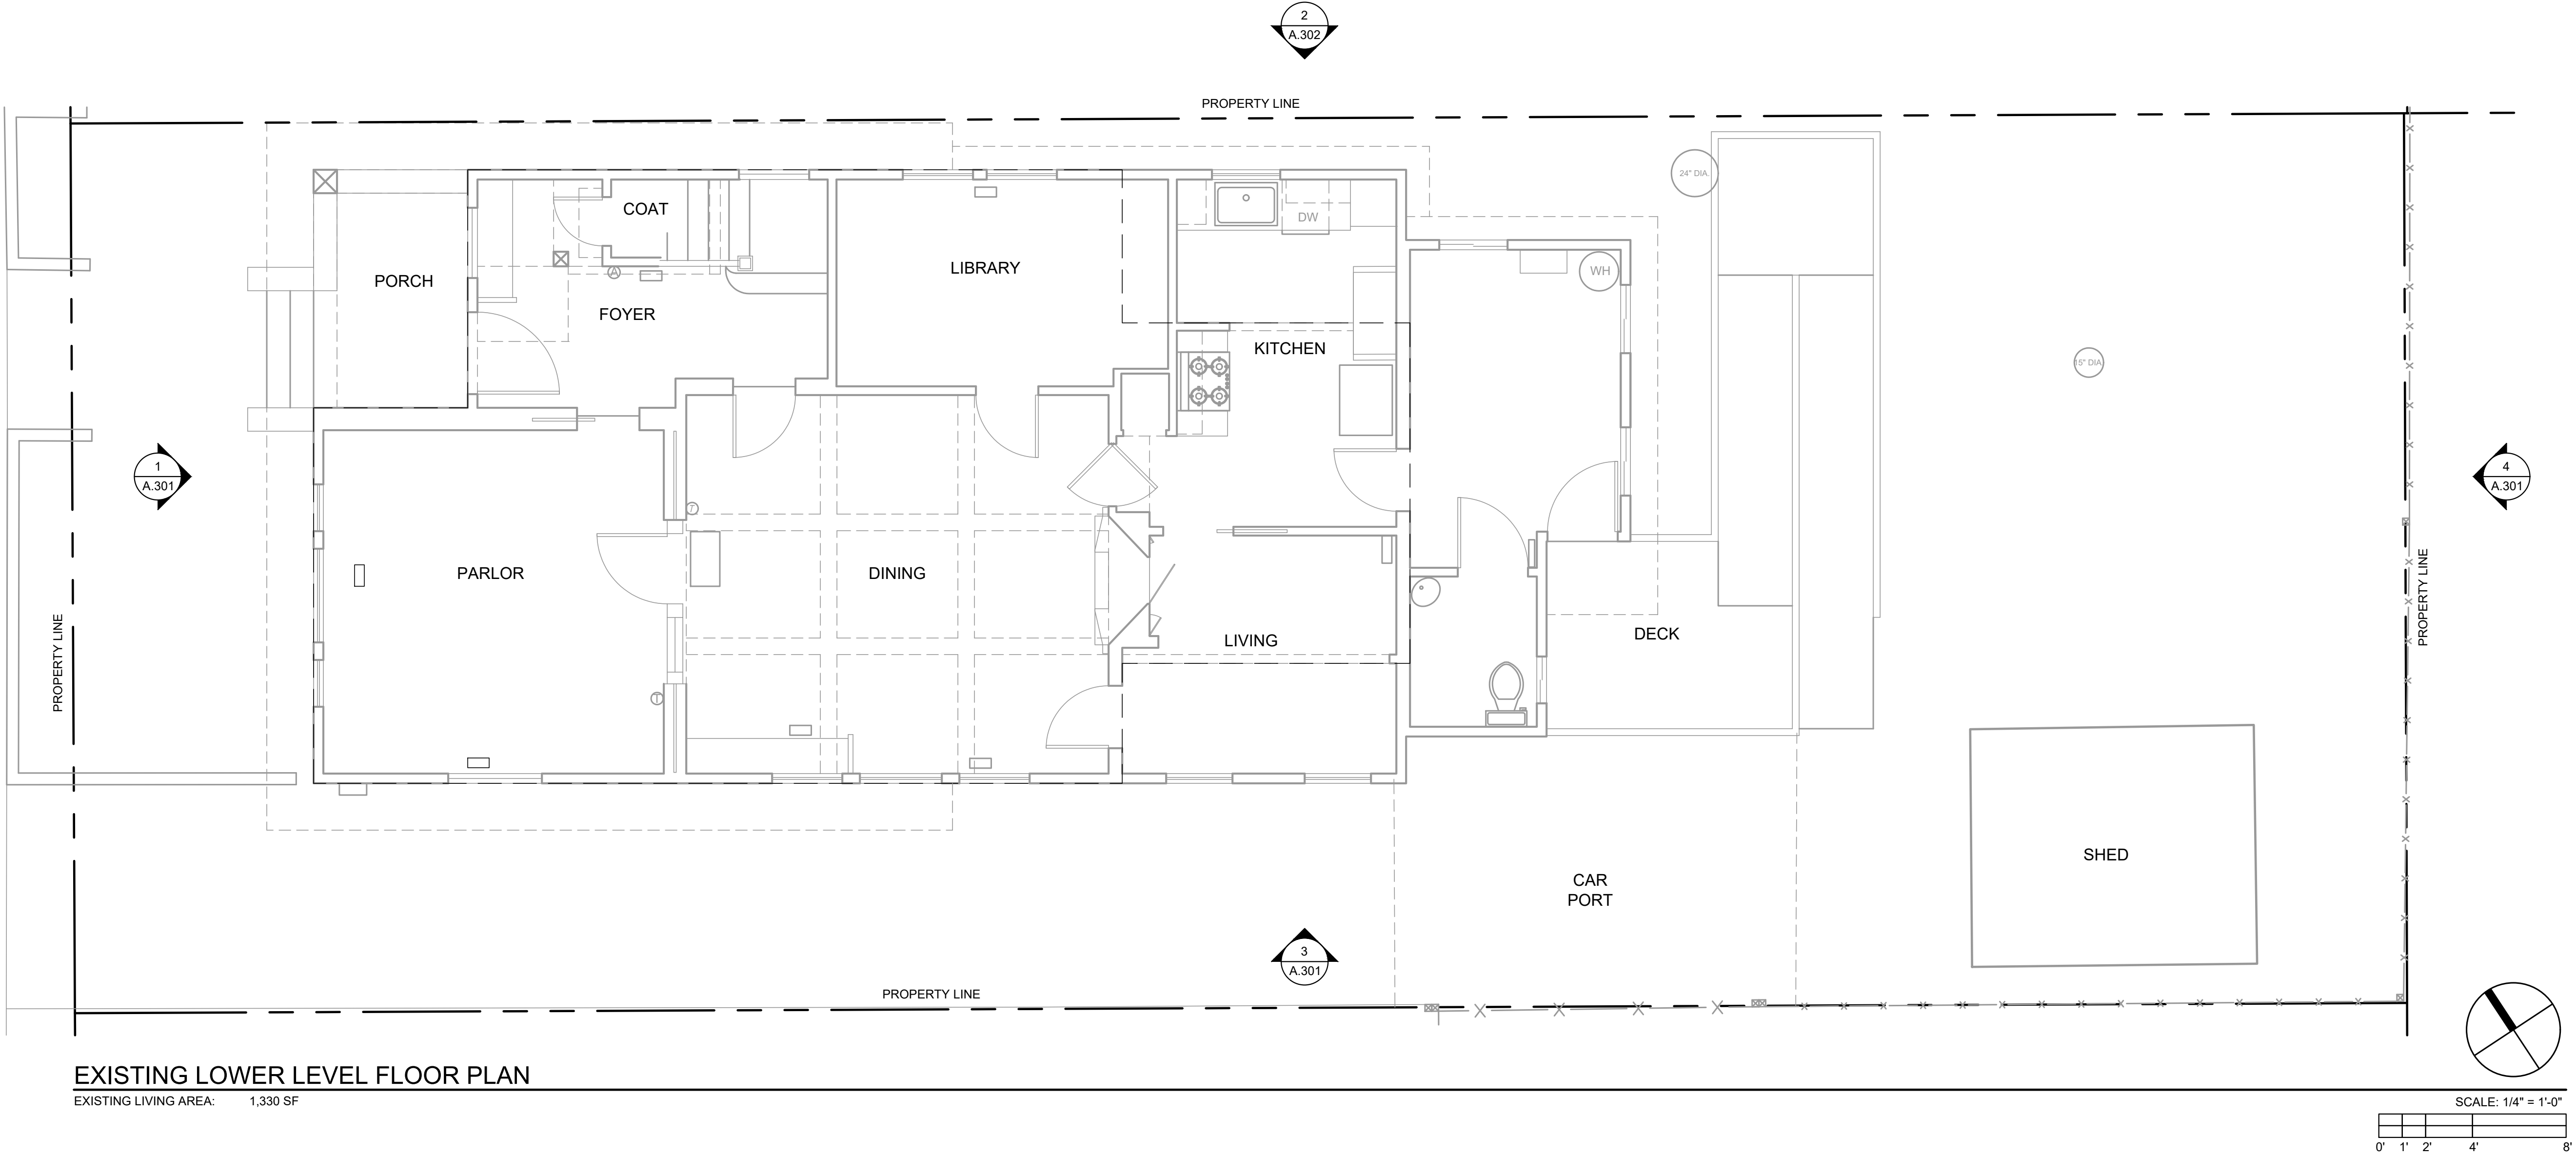 2
A.302
PROPERTY LINE
24" DIA.
COAT
DW
PORCH
LIBRARY
WH
A
FOYER
KITCHEN
15" DIA.
1
A.301
4
A.301
T
PARLOR
DINING
PROPERTY LINE
PROPERTY LINE
LIVING
DECK
T
SHED
CAR
PORT
3
A.301
PROPERTY LINE
EXISTING LOWER LEVEL FLOOR PLAN
EXISTING LIVING AREA: 1,330 SF
SCALE: 1/4" = 1'-0"
0' 1' 2' 4' 8'